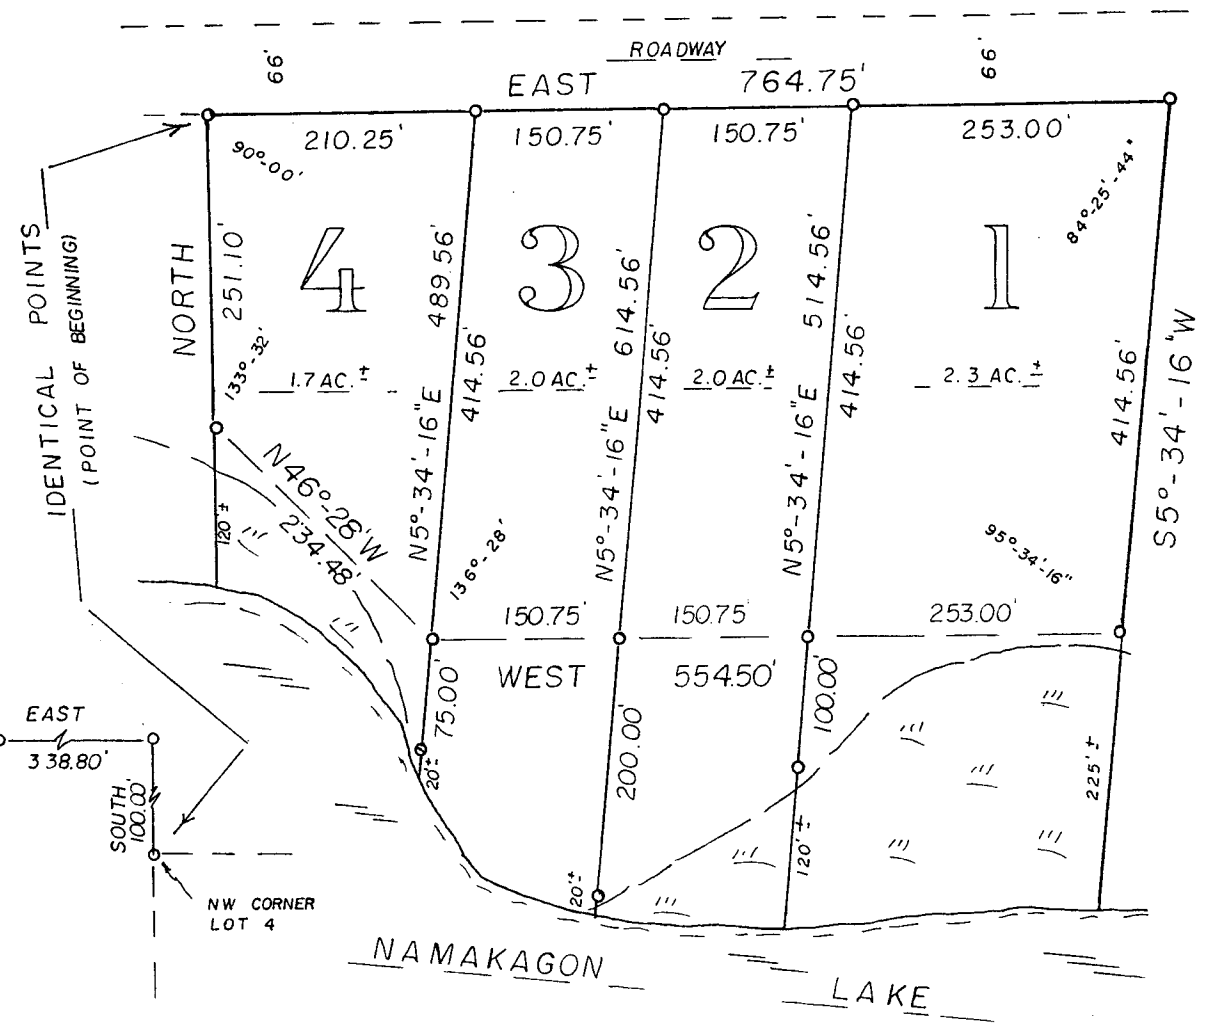 ROADWAY
66'
66'
EAST 764.75'
210.25'
150.75'
150.75'
253.00'
90°-00'
84°-25'-44"
IDENTICAL POINTS
(POINT OF BEGINNING)
NORTH
251.10'
4
489.56'
3
614.56'
2
514.56'
1
133°-32'
414.56'
414.56'
414.56'
414.56'
S5°-34'-16"W
1.7 AC.±
2.0 AC.±
2.0 AC.±
2.3 AC.±
N5°-34'-16"E
N5°-34'-16"E
N5°-34'-16"E
N46°-28'W
234.48'
120'±
136°-28'
95°-34'-16"
150.75'
150.75'
253.00'
WEST 554.50'
75.00'
200.00'
100.00'
20'±
20'±
120'±
225'±
EAST
338.80'
SOUTH
100.00'
NW CORNER
LOT 4
NAMAKAGON LAKE